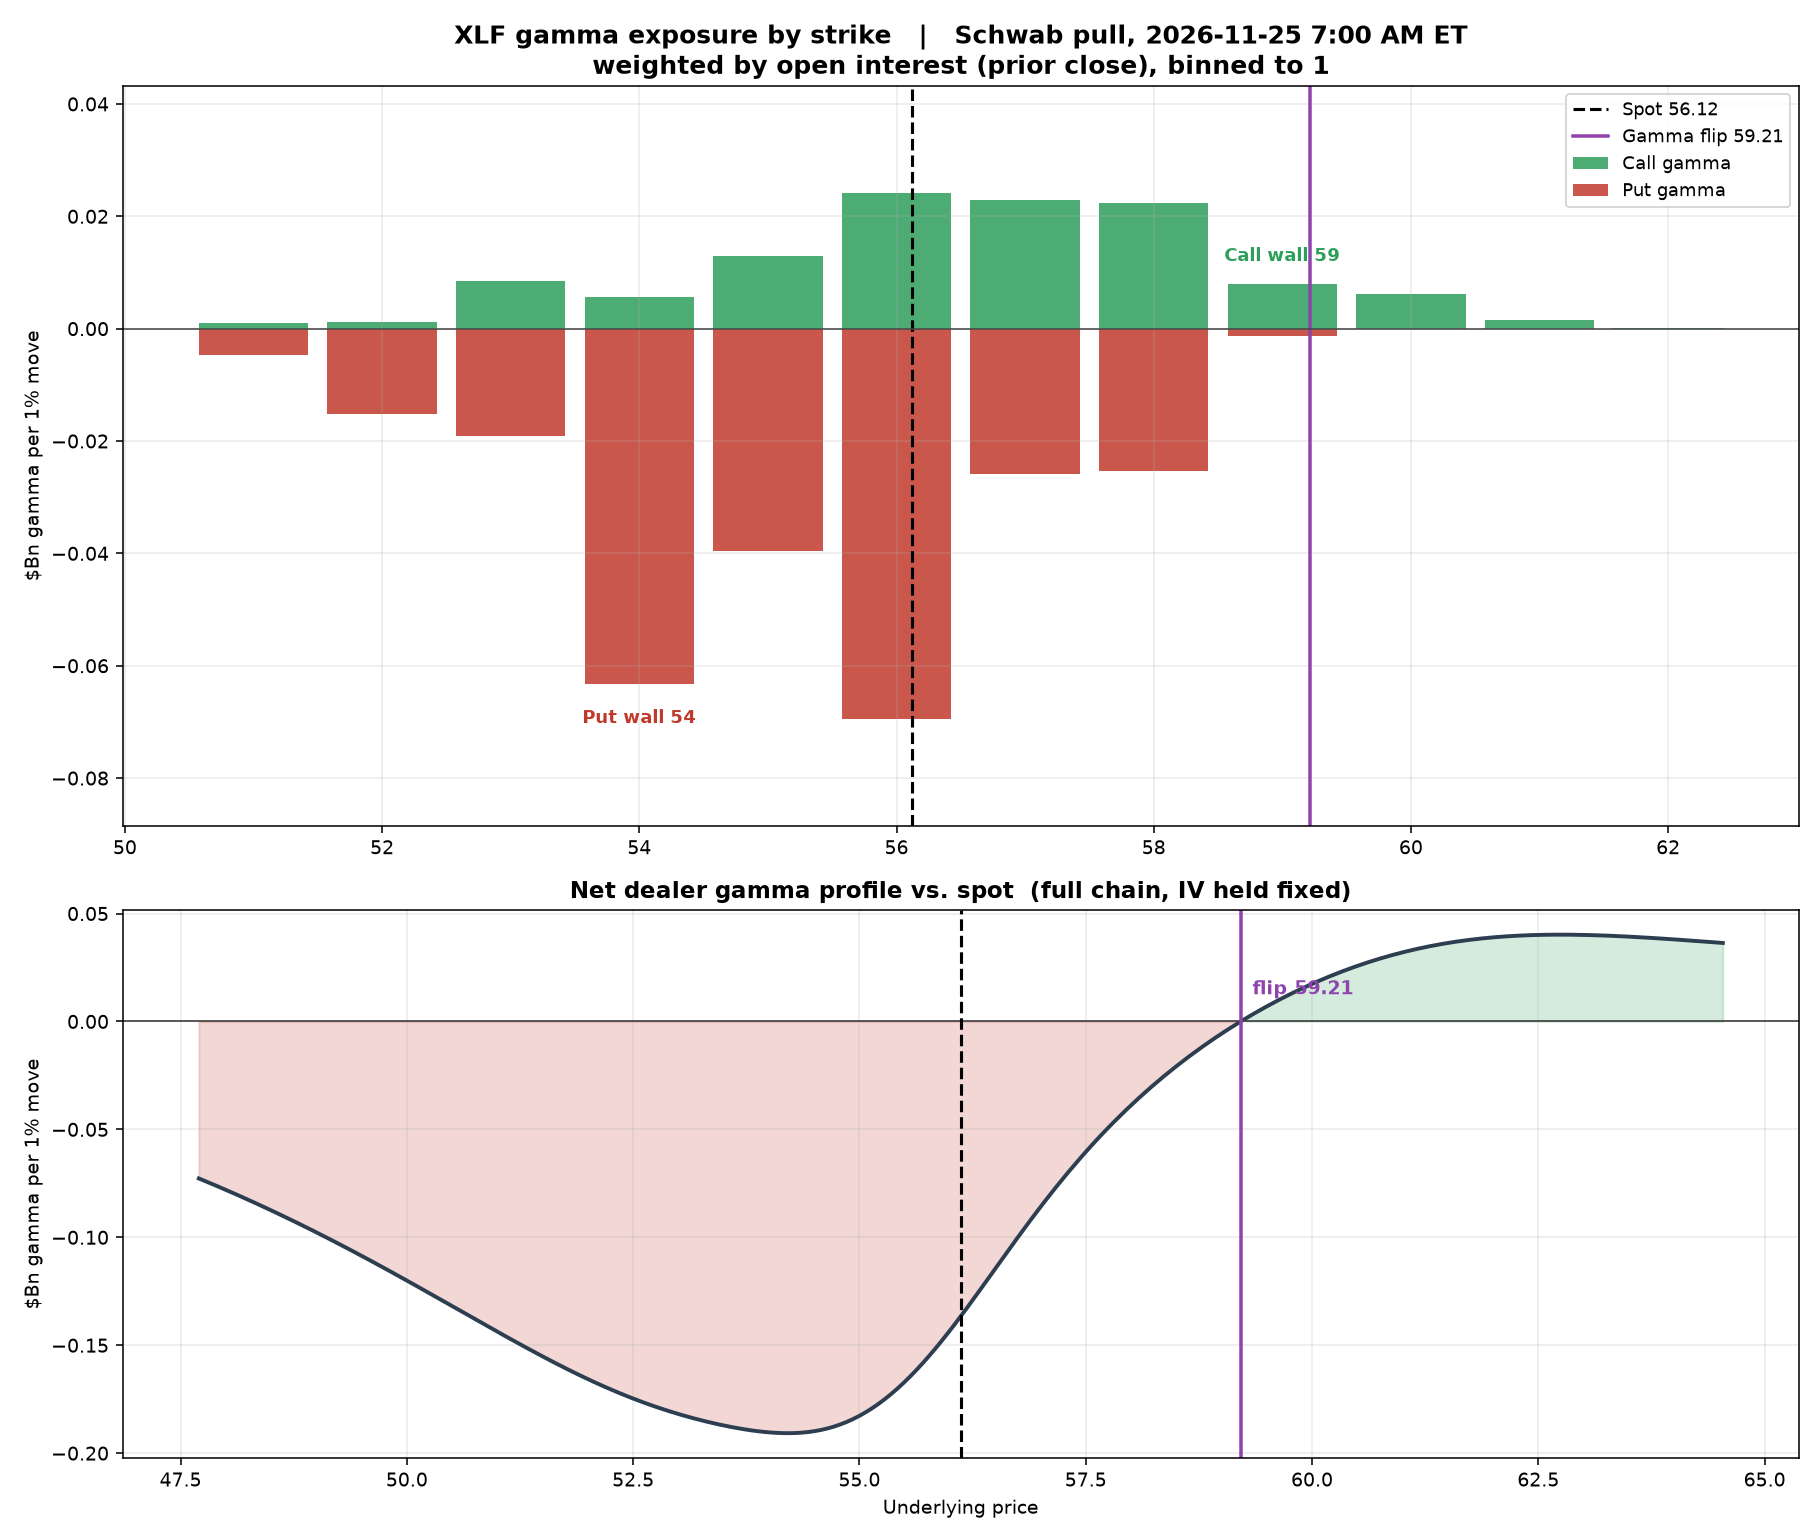 XLF gamma exposure by strike | Schwab pull, 2026-11-25 7:00 AM ET
weighted by open interest (prior close), binned to 1
$Bn gamma per 1% move
0.04
0.02
0.00
−0.02
−0.04
−0.06
−0.08
Spot 56.12
Gamma flip 59.21
Call gamma
Put gamma
Call wall 59
Put wall 54
50 52 54 56 58 60 62
Net dealer gamma profile vs. spot (full chain, IV held fixed)
$Bn gamma per 1% move
0.05
0.00
−0.05
−0.10
−0.15
−0.20
flip 59.21
47.5 50.0 52.5 55.0 57.5 60.0 62.5 65.0
Underlying price